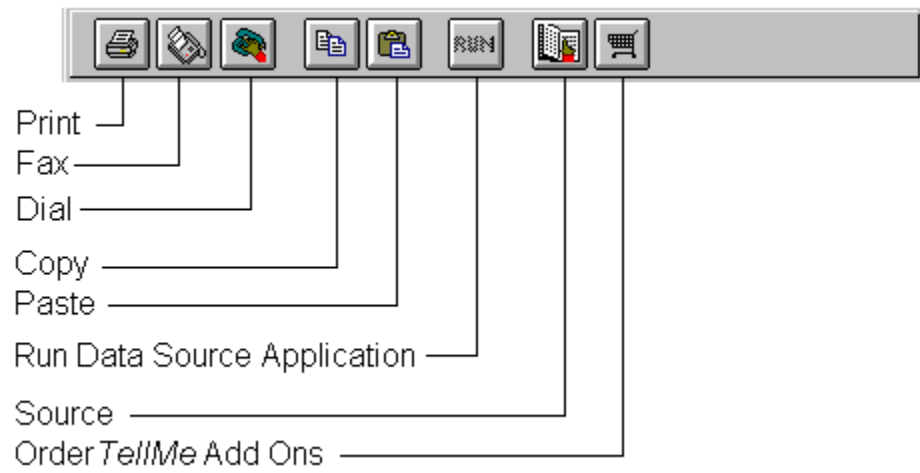 RUN
Print
Fax
Dial
Copy
Paste
Run Data Source Application
Source
Order TellMe Add Ons